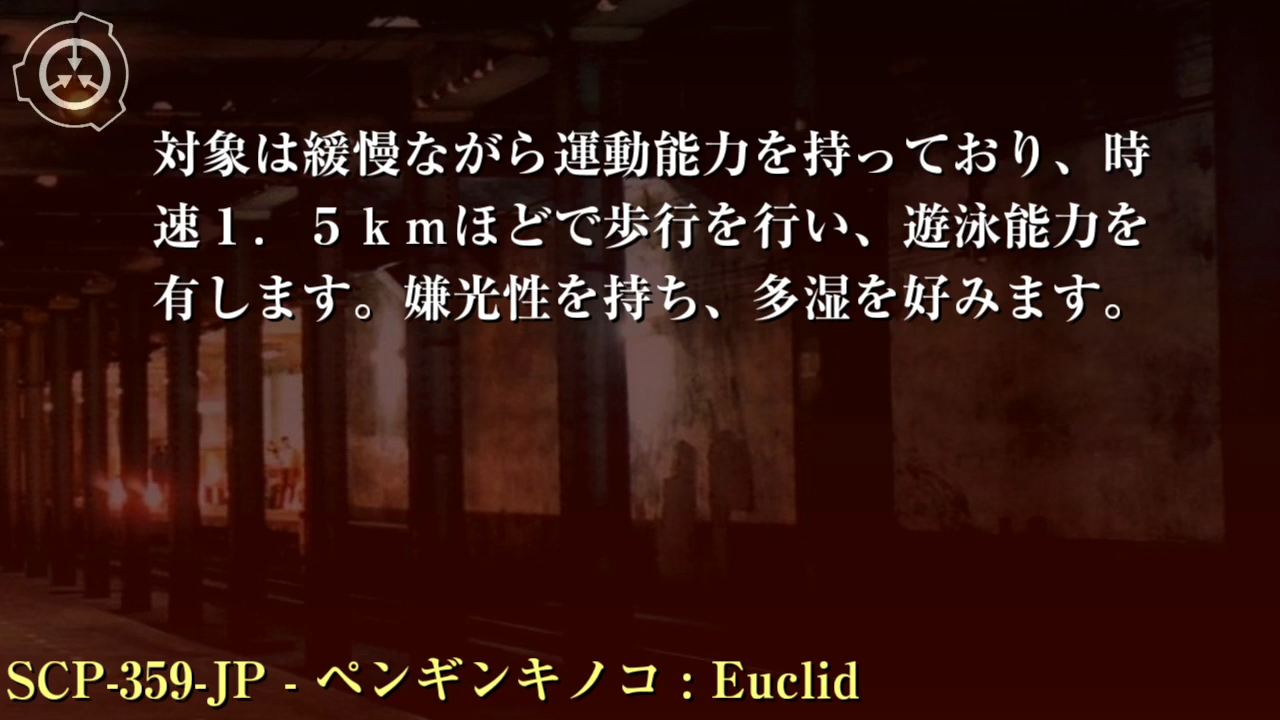 対象は緩慢ながら運動能力を持っており、時
速１．５ｋｍほどで歩行を行い、遊泳能力を
有します。嫌光性を持ち、多湿を好みます。
SCP-359-JP - ペンギンキノコ : Euclid